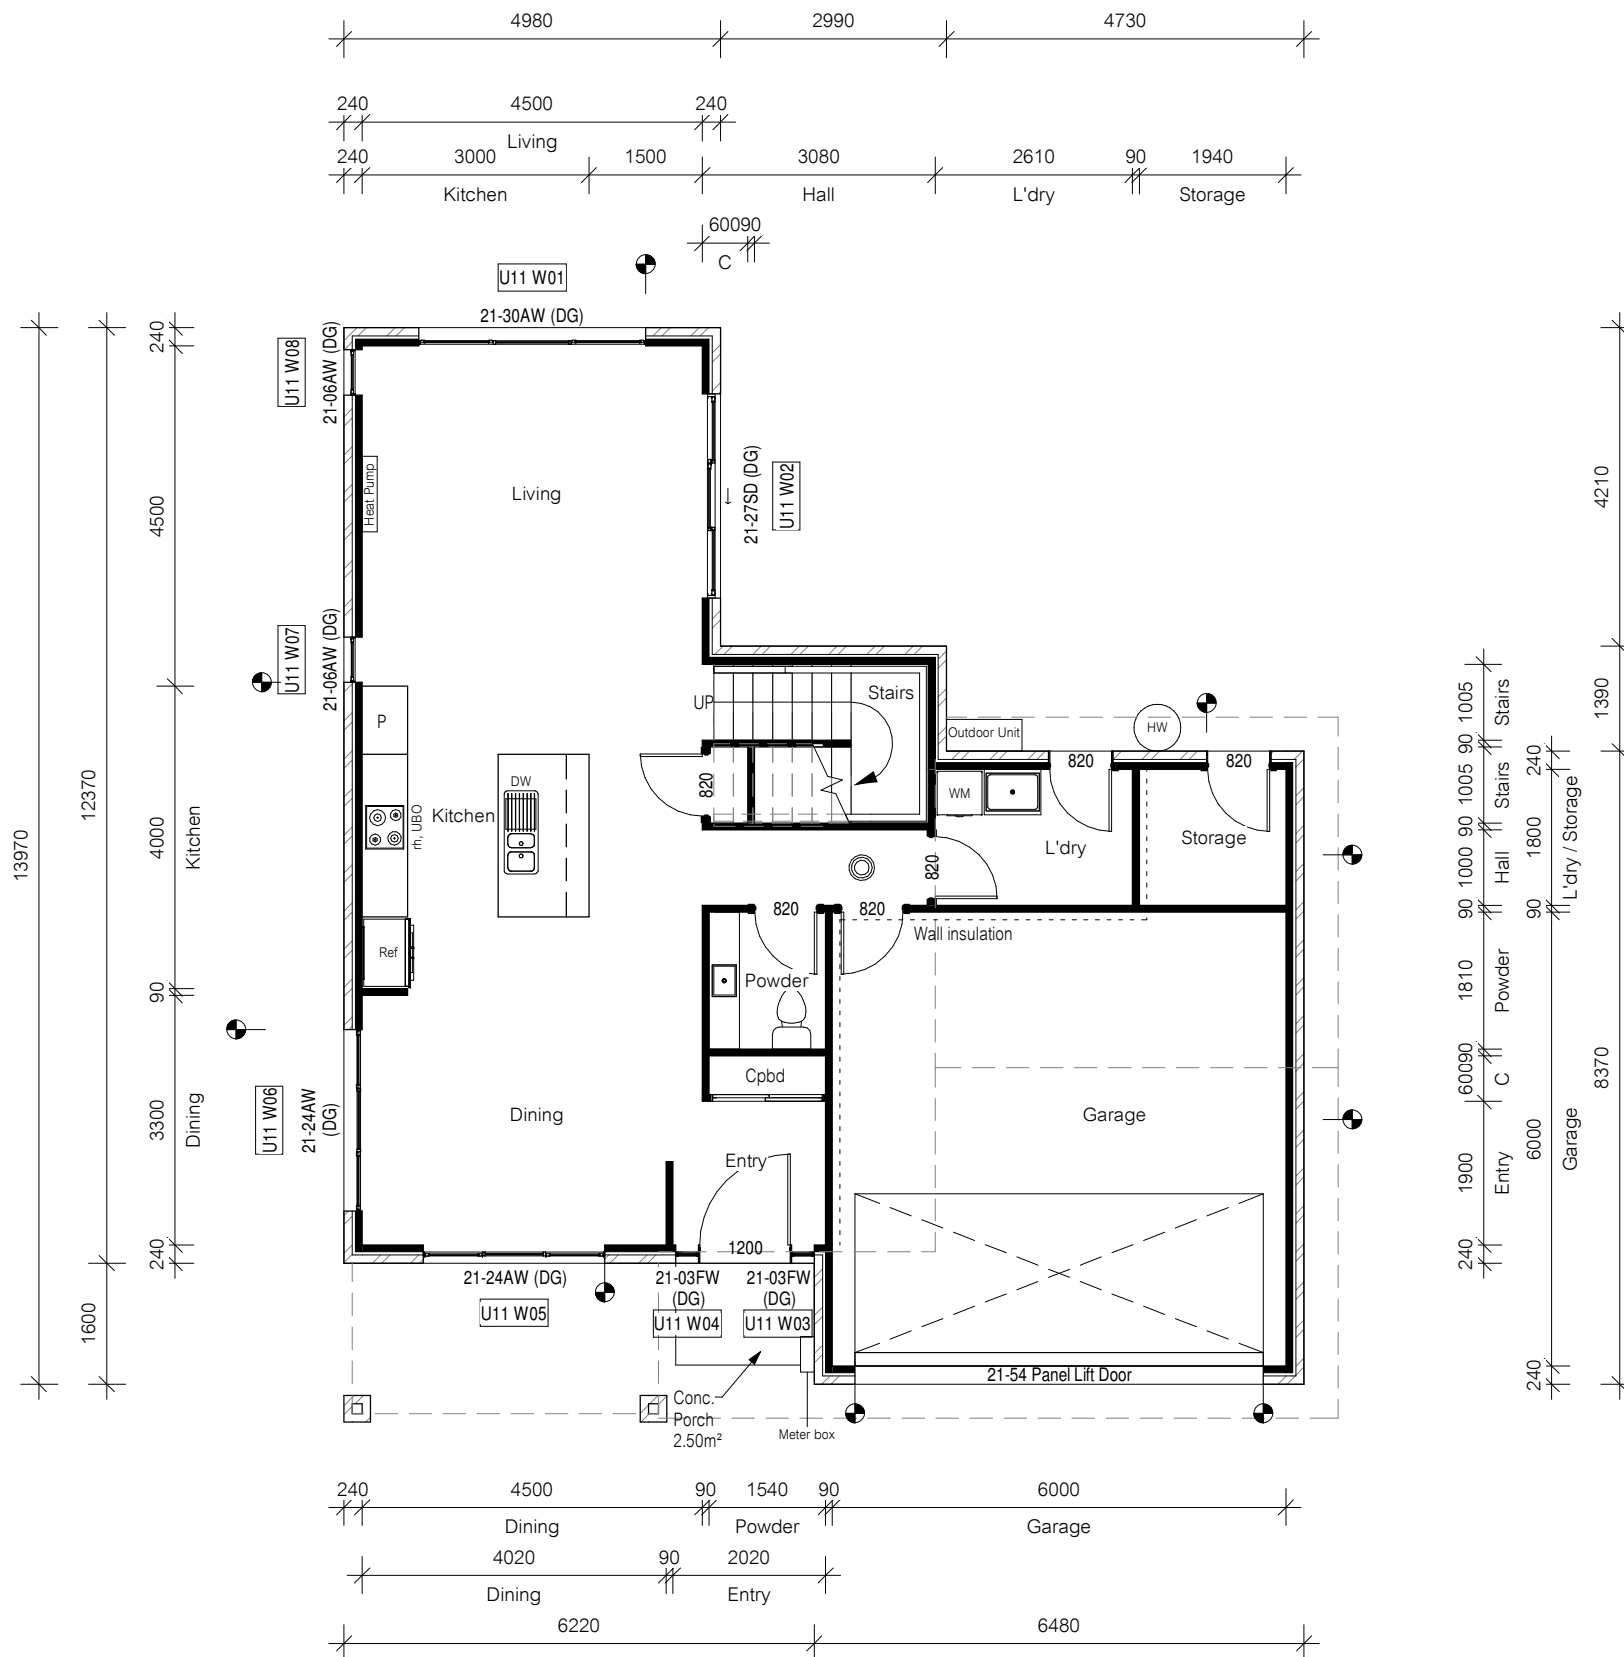 4980 2990 4730
240 4500 240
Living
240 3000 1500 3080 2610 90 1940
Kitchen Hall L'dry Storage
60090
C
U11 W01
21-30AW (DG)
U11 W08
21-06AW (DG)
240
Heat Pump
Living
21-27SD (DG)
U11 W02
4500
4210
U11 W07
21-06AW (DG)
P
UP
Stairs
Outdoor Unit
HW
1390
1005
Stairs
90
240
820
820
820
DW
WM
12370
13970
4000
Kitchen
rh, UBO
Kitchen
L'dry
Storage
1005
Stairs
90
1800
L'dry / Storage
820
1000
Hall
90
90
820
820
Wall insulation
Ref
Powder
1810
Powder
90
3300
Dining
U11 W06
21-24AW
(DG)
Cpbd
60090
C
8370
Dining
Garage
6000
Garage
Entry
1900
Entry
240
1200
240
21-24AW (DG)
21-03FW
(DG)
21-03FW
(DG)
U11 W05
U11 W04
U11 W03
1600
21-54 Panel Lift Door
240
Conc.
Porch
2.50m²
Meter box
240 4500 90 1540 90 6000
Dining Powder Garage
4020 90 2020
Dining Entry
6220 6480